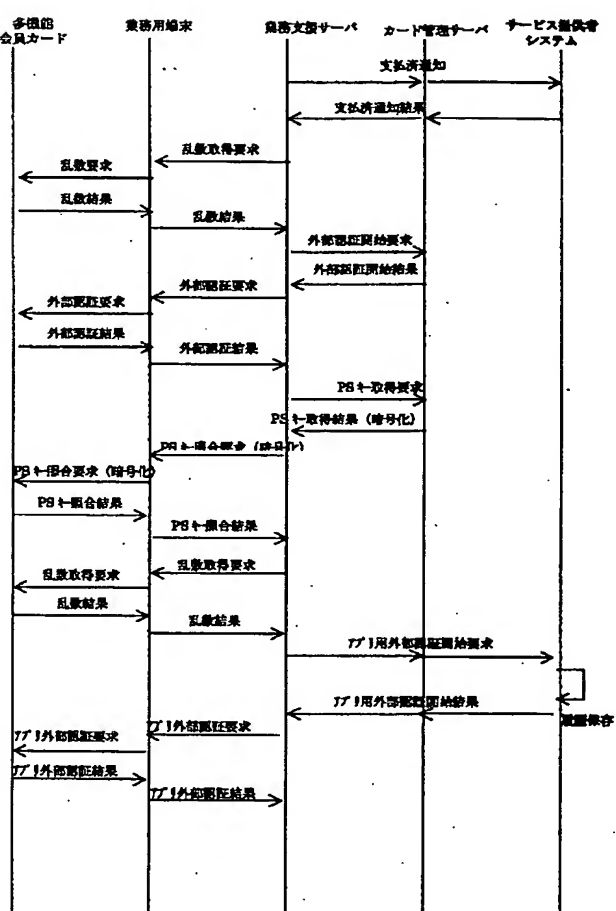 多機能
会員カード
業務用端末
業務支援サーバ
カード管理サーバ
サービス提供者
システム
支払済通知
支払済通知結果
乱数取得要求
乱数要求
乱数結果
乱数結果
外部認証開始要求
外部認証開始結果
外部認証要求
外部認証要求
外部認証結果
外部認証結果
PSキー取得要求
PSキー取得結果（暗号化）
PSキー照合要求（暗号化）
PSキー照合要求（暗号化）
PSキー照合結果
PSキー照合結果
乱数取得要求
乱数取得要求
乱数結果
乱数結果
アプリ用外部認証開始要求
アプリ用外部認証開始結果
履歴保存
アプリ外部認証要求
アプリ外部認証要求
アプリ外部認証結果
アプリ外部認証結果